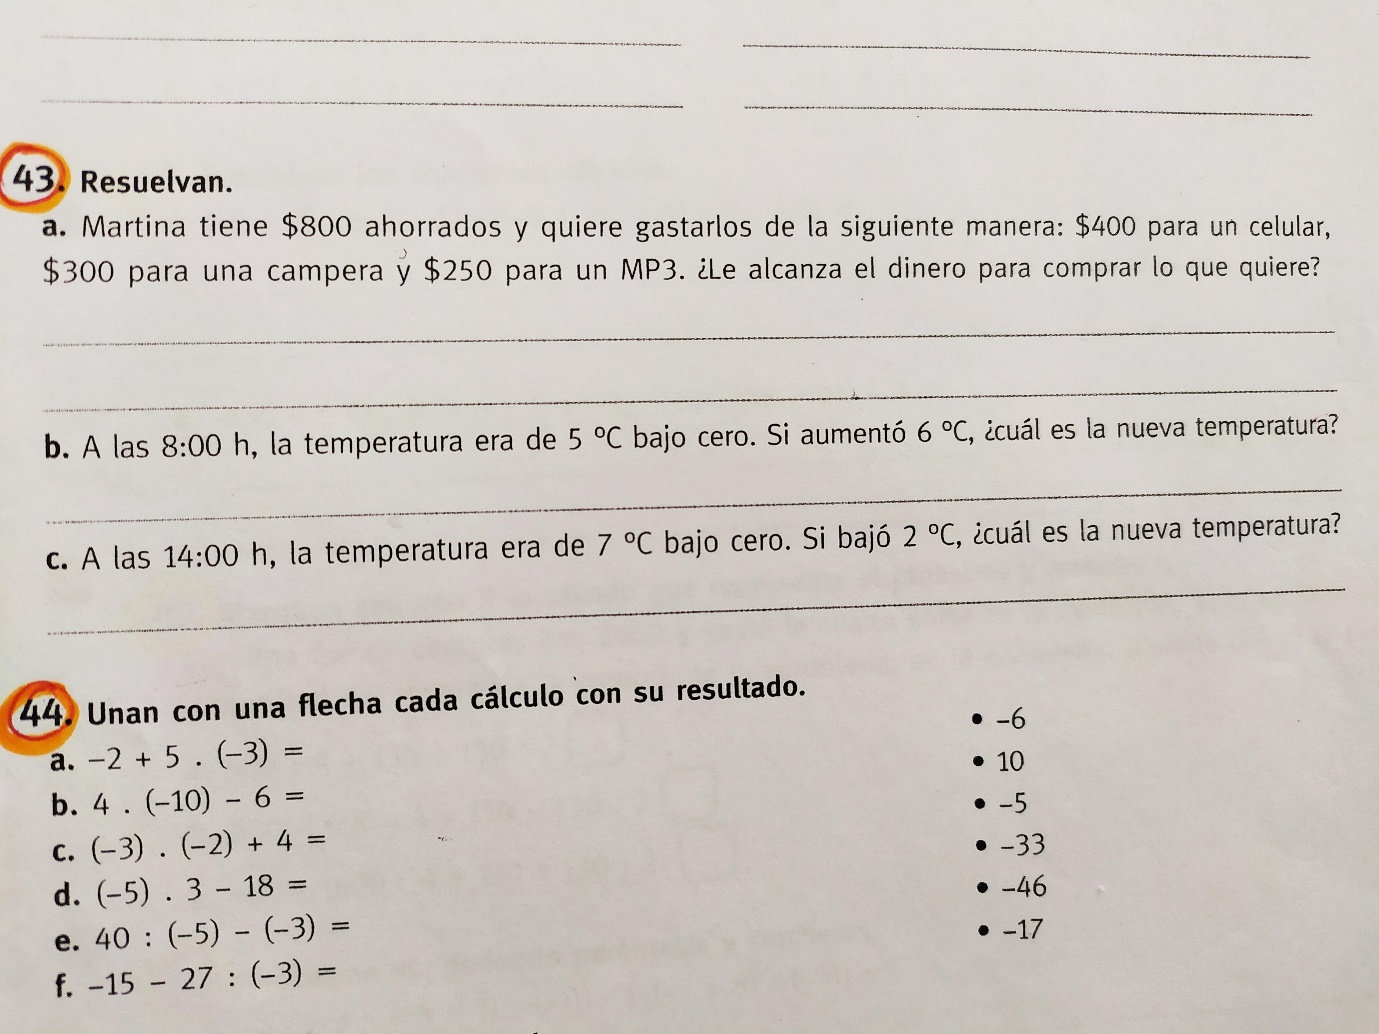 43. Resuelvan.
a. Martina tiene $800 ahorrados y quiere gastarlos de la siguiente manera: $400 para un celular,
$300 para una campera y $250 para un MP3. ¿Le alcanza el dinero para comprar lo que quiere?
b. A las 8:00 h, la temperatura era de 5 ºC bajo cero. Si aumentó 6 ºC, ¿cuál es la nueva temperatura?
c. A las 14:00 h, la temperatura era de 7 ºC bajo cero. Si bajó 2 ºC, ¿cuál es la nueva temperatura?
44. Unan con una flecha cada cálculo con su resultado.
a. –2 + 5 . (–3) =
b. 4 . (–10) – 6 =
c. (–3) . (–2) + 4 =
d. (–5) . 3 – 18 =
e. 40 : (–5) – (–3) =
f. –15 – 27 : (–3) =
• –6
• 10
• –5
• –33
• –46
• –17